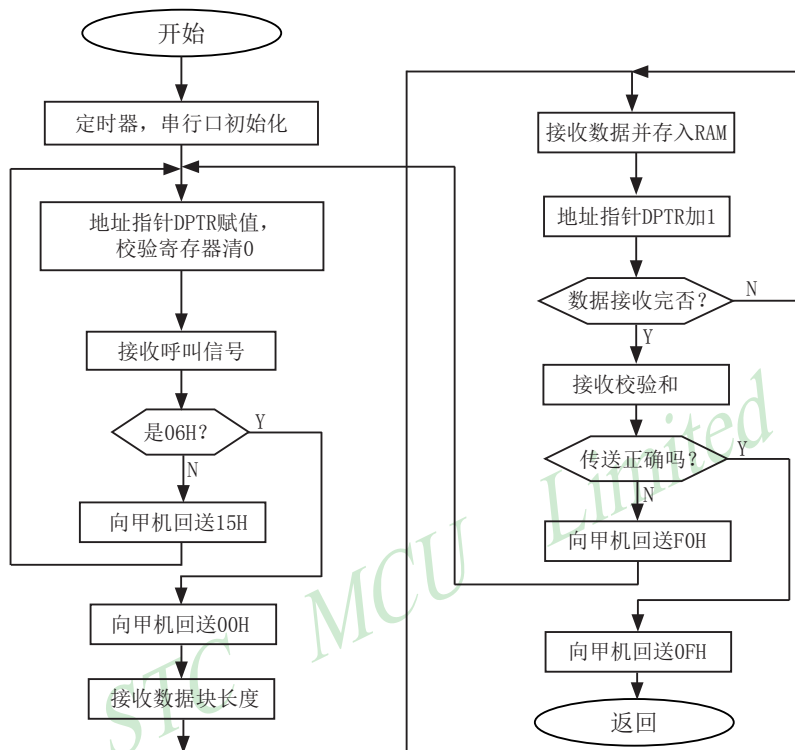 开始
定时器，串行口初始化
地址指针DPTR赋值，
校验寄存器清0
接收呼叫信号
是06H？
Y
N
向甲机回送15H
向甲机回送00H
接收数据块长度
接收数据并存入RAM
地址指针DPTR加1
数据接收完否？
N
Y
接收校验和
传送正确吗？
Y
N
向甲机回送F0H
向甲机回送0FH
返回
STC MCU Limited